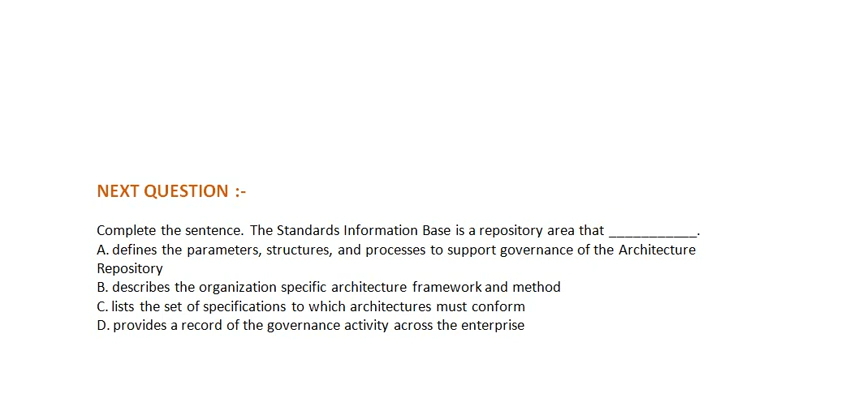 NEXT QUESTION :-
Complete the sentence. The Standards Information Base is a repository area that ____________.
A. defines the parameters, structures, and processes to support governance of the Architecture
Repository
B. describes the organization specific architecture framework and method
C. lists the set of specifications to which architectures must conform
D. provides a record of the governance activity across the enterprise